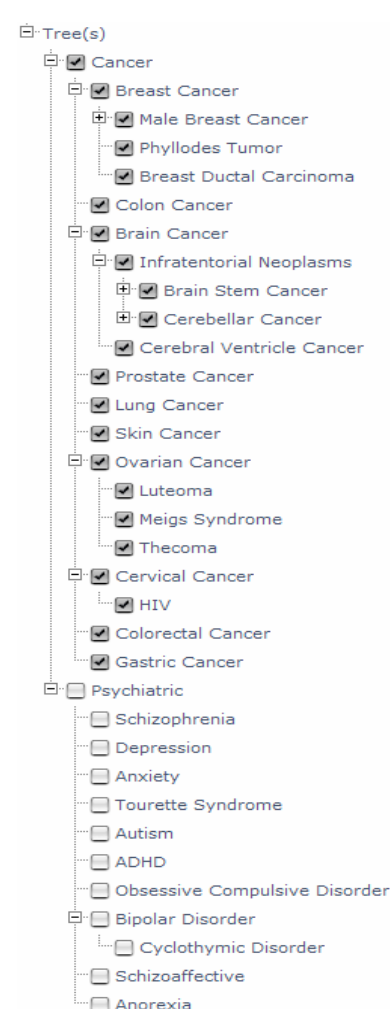 Tree(s)
Cancer
Breast Cancer
Male Breast Cancer
Phyllodes Tumor
Breast Ductal Carcinoma
Colon Cancer
Brain Cancer
Infratentorial Neoplasms
Brain Stem Cancer
Cerebellar Cancer
Cerebral Ventricle Cancer
Prostate Cancer
Lung Cancer
Skin Cancer
Ovarian Cancer
Luteoma
Meigs Syndrome
Thecoma
Cervical Cancer
HIV
Colorectal Cancer
Gastric Cancer
Psychiatric
Schizophrenia
Depression
Anxiety
Tourette Syndrome
Autism
ADHD
Obsessive Compulsive Disorder
Bipolar Disorder
Cyclothymic Disorder
Schizoaffective
Anorexia